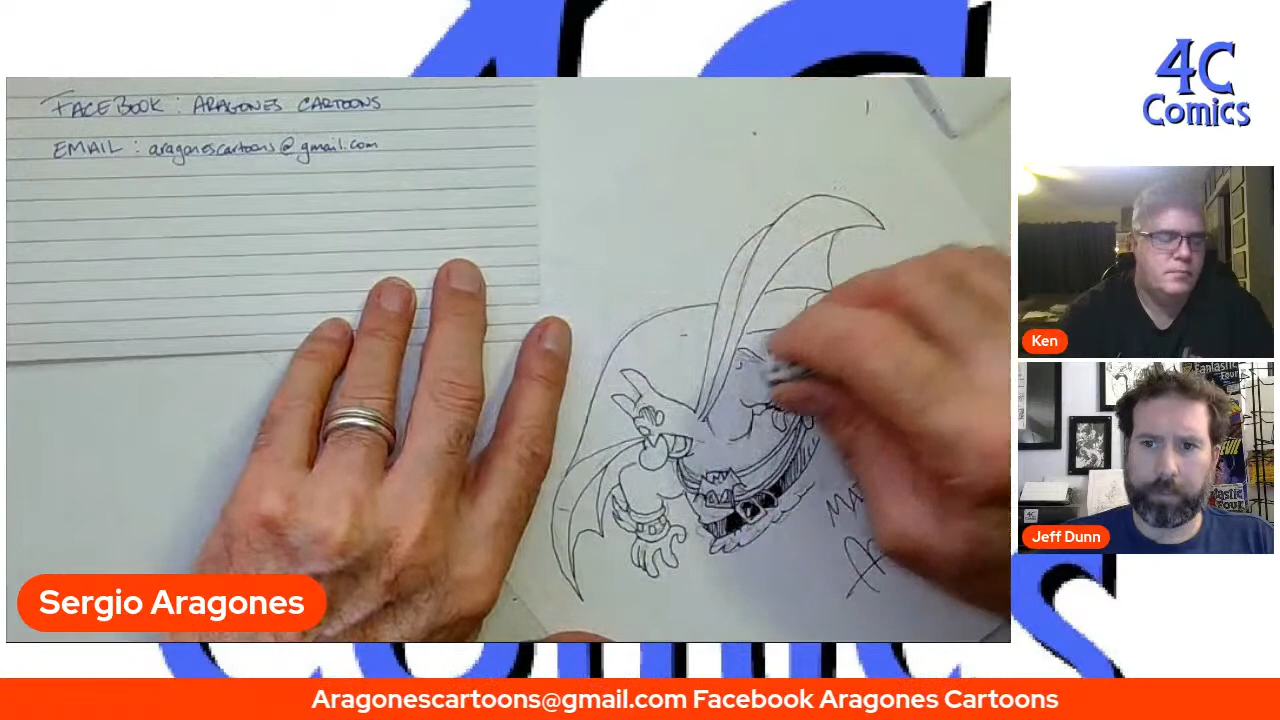 FACEBOOK : ARAGONES CARTOONS
EMAIL : aragonescartoons@gmail.com
4C
Comics
Ken
Jeff Dunn
Sergio Aragones
Aragonescartoons@gmail.com Facebook Aragones Cartoons